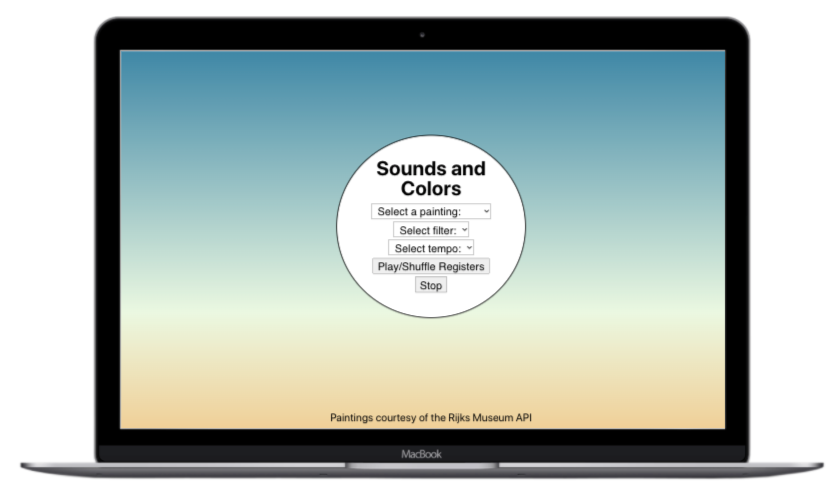 Sounds and
Colors
Select a painting:
Select filter:
Select tempo:
Play/Shuffle Registers
Stop
Paintings courtesy of the Rijks Museum API
MacBook